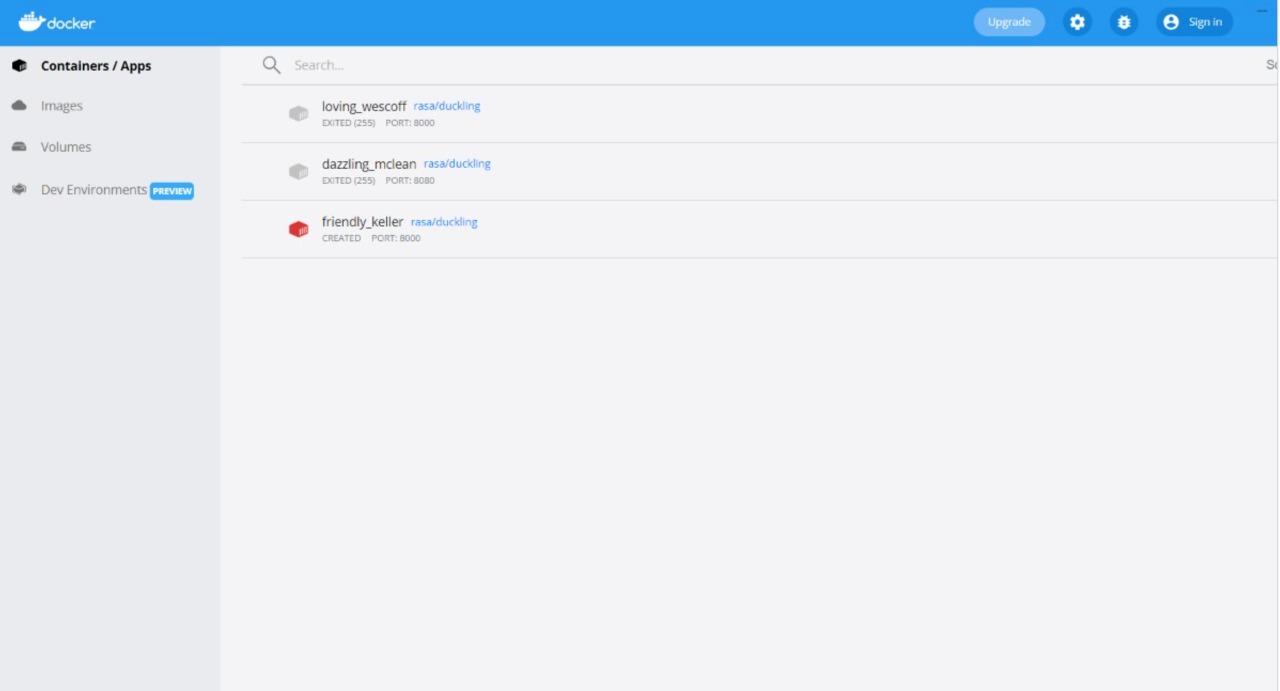 docker
Upgrade
Sign in
Containers / Apps
Images
Volumes
Dev Environments PREVIEW
Search...
loving_wescoff rasa/duckling
EXITED (255) PORT: 8000
dazzling_mclean rasa/duckling
EXITED (255) PORT: 8080
friendly_keller rasa/duckling
CREATED PORT: 8000